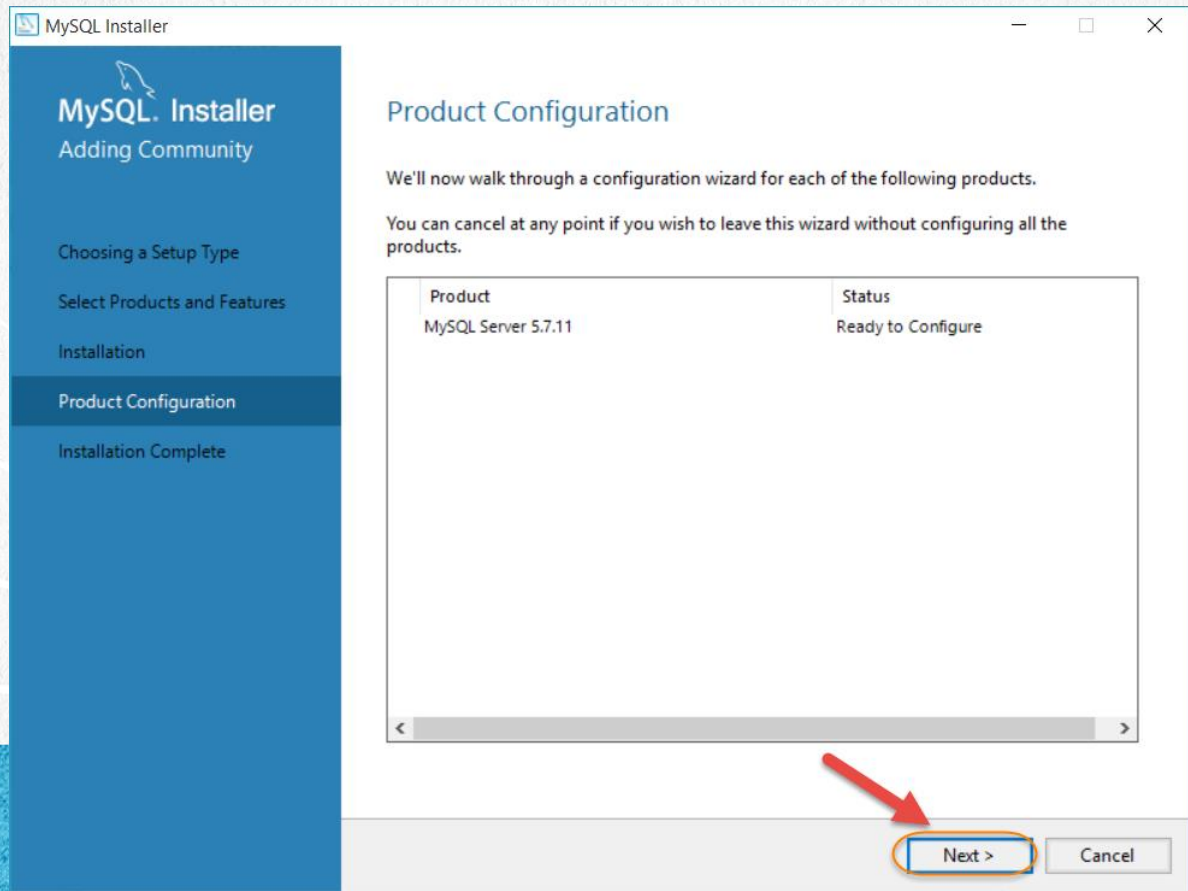 MySQL Installer
MySQL. Installer
Adding Community
Choosing a Setup Type
Select Products and Features
Installation
Product Configuration
Installation Complete
Product Configuration
We'll now walk through a configuration wizard for each of the following products.
You can cancel at any point if you wish to leave this wizard without configuring all the
products.
Product Status
MySQL Server 5.7.11 Ready to Configure
Next > Cancel